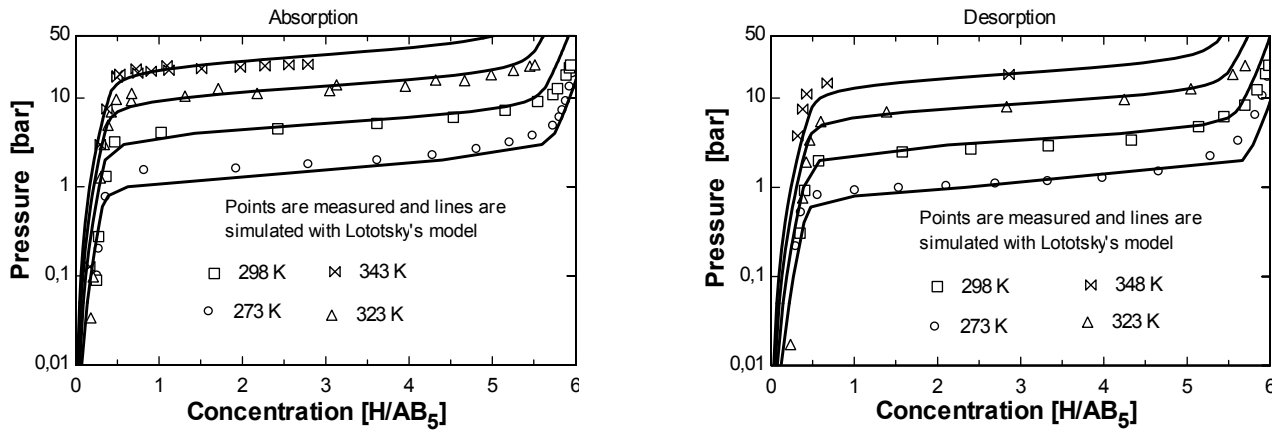 Absorption
50
10
1
0,1
0,01
Pressure [bar]
Points are measured and lines are
simulated with Lototsky's model
298 K
343 K
273 K
323 K
0 1 2 3 4 5 6
Concentration [H/AB5]
Desorption
50
10
1
0,1
0,01
Pressure [bar]
Points are measured and lines are
simulated with Lototsky's model
298 K
348 K
273 K
323 K
0 1 2 3 4 5 6
Concentration [H/AB5]